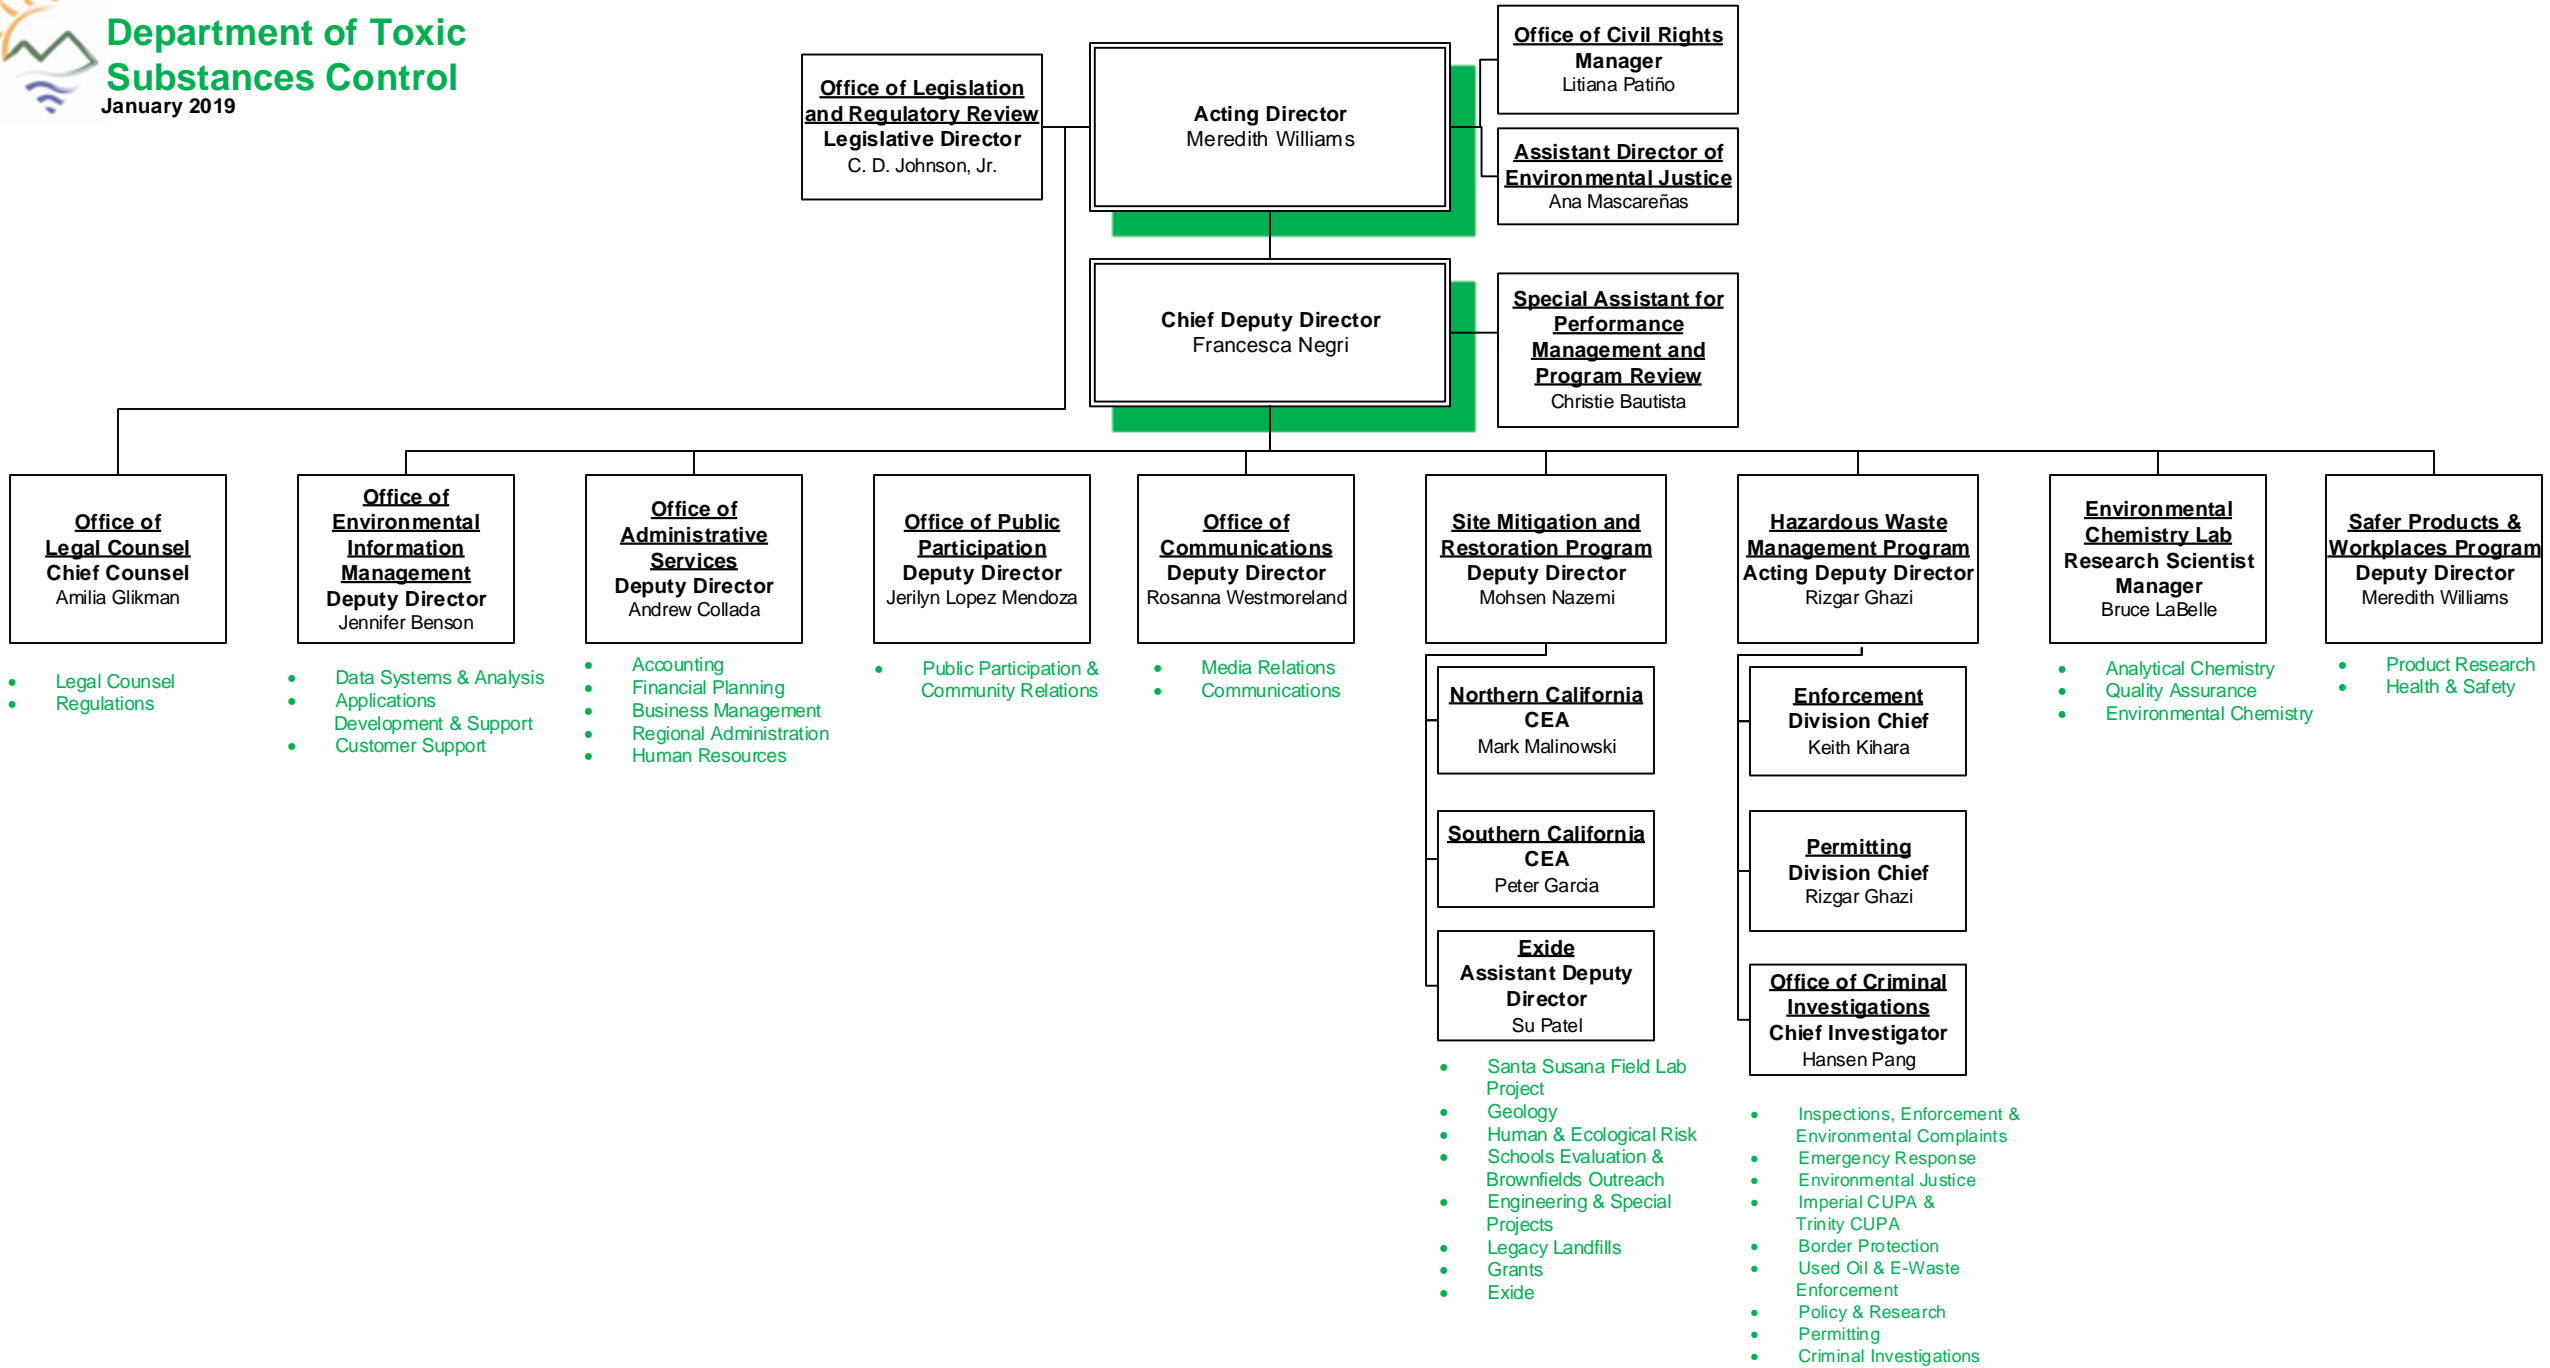 Department of Toxic
Substances Control
January 2019
Office of Legislation
and Regulatory Review
Legislative Director
C. D. Johnson, Jr.
Acting Director
Meredith Williams
Office of Civil Rights
Manager
Litiana Patiño
Assistant Director of
Environmental Justice
Ana Mascareñas
Chief Deputy Director
Francesca Negri
Special Assistant for
Performance
Management and
Program Review
Christie Bautista
Office of
Legal Counsel
Chief Counsel
Amilia Glikman
• Legal Counsel
• Regulations
Office of
Environmental
Information
Management
Deputy Director
Jennifer Benson
• Data Systems & Analysis
• Applications
Development & Support
• Customer Support
Office of
Administrative
Services
Deputy Director
Andrew Collada
• Accounting
• Financial Planning
• Business Management
• Regional Administration
• Human Resources
Office of Public
Participation
Deputy Director
Jerilyn Lopez Mendoza
• Public Participation &
Community Relations
Office of
Communications
Deputy Director
Rosanna Westmoreland
• Media Relations
• Communications
Site Mitigation and
Restoration Program
Deputy Director
Mohsen Nazemi
Northern California
CEA
Mark Malinowski
Southern California
CEA
Peter Garcia
Exide
Assistant Deputy
Director
Su Patel
• Santa Susana Field Lab
Project
• Geology
• Human & Ecological Risk
• Schools Evaluation &
Brownfields Outreach
• Engineering & Special
Projects
• Legacy Landfills
• Grants
• Exide
Hazardous Waste
Management Program
Acting Deputy Director
Rizgar Ghazi
Enforcement
Division Chief
Keith Kihara
Permitting
Division Chief
Rizgar Ghazi
Office of Criminal
Investigations
Chief Investigator
Hansen Pang
• Inspections, Enforcement &
Environmental Complaints
• Emergency Response
• Environmental Justice
• Imperial CUPA &
Trinity CUPA
• Border Protection
• Used Oil & E-Waste
Enforcement
• Policy & Research
• Permitting
• Criminal Investigations
Environmental
Chemistry Lab
Research Scientist
Manager
Bruce LaBelle
• Analytical Chemistry
• Quality Assurance
• Environmental Chemistry
Safer Products &
Workplaces Program
Deputy Director
Meredith Williams
• Product Research
• Health & Safety